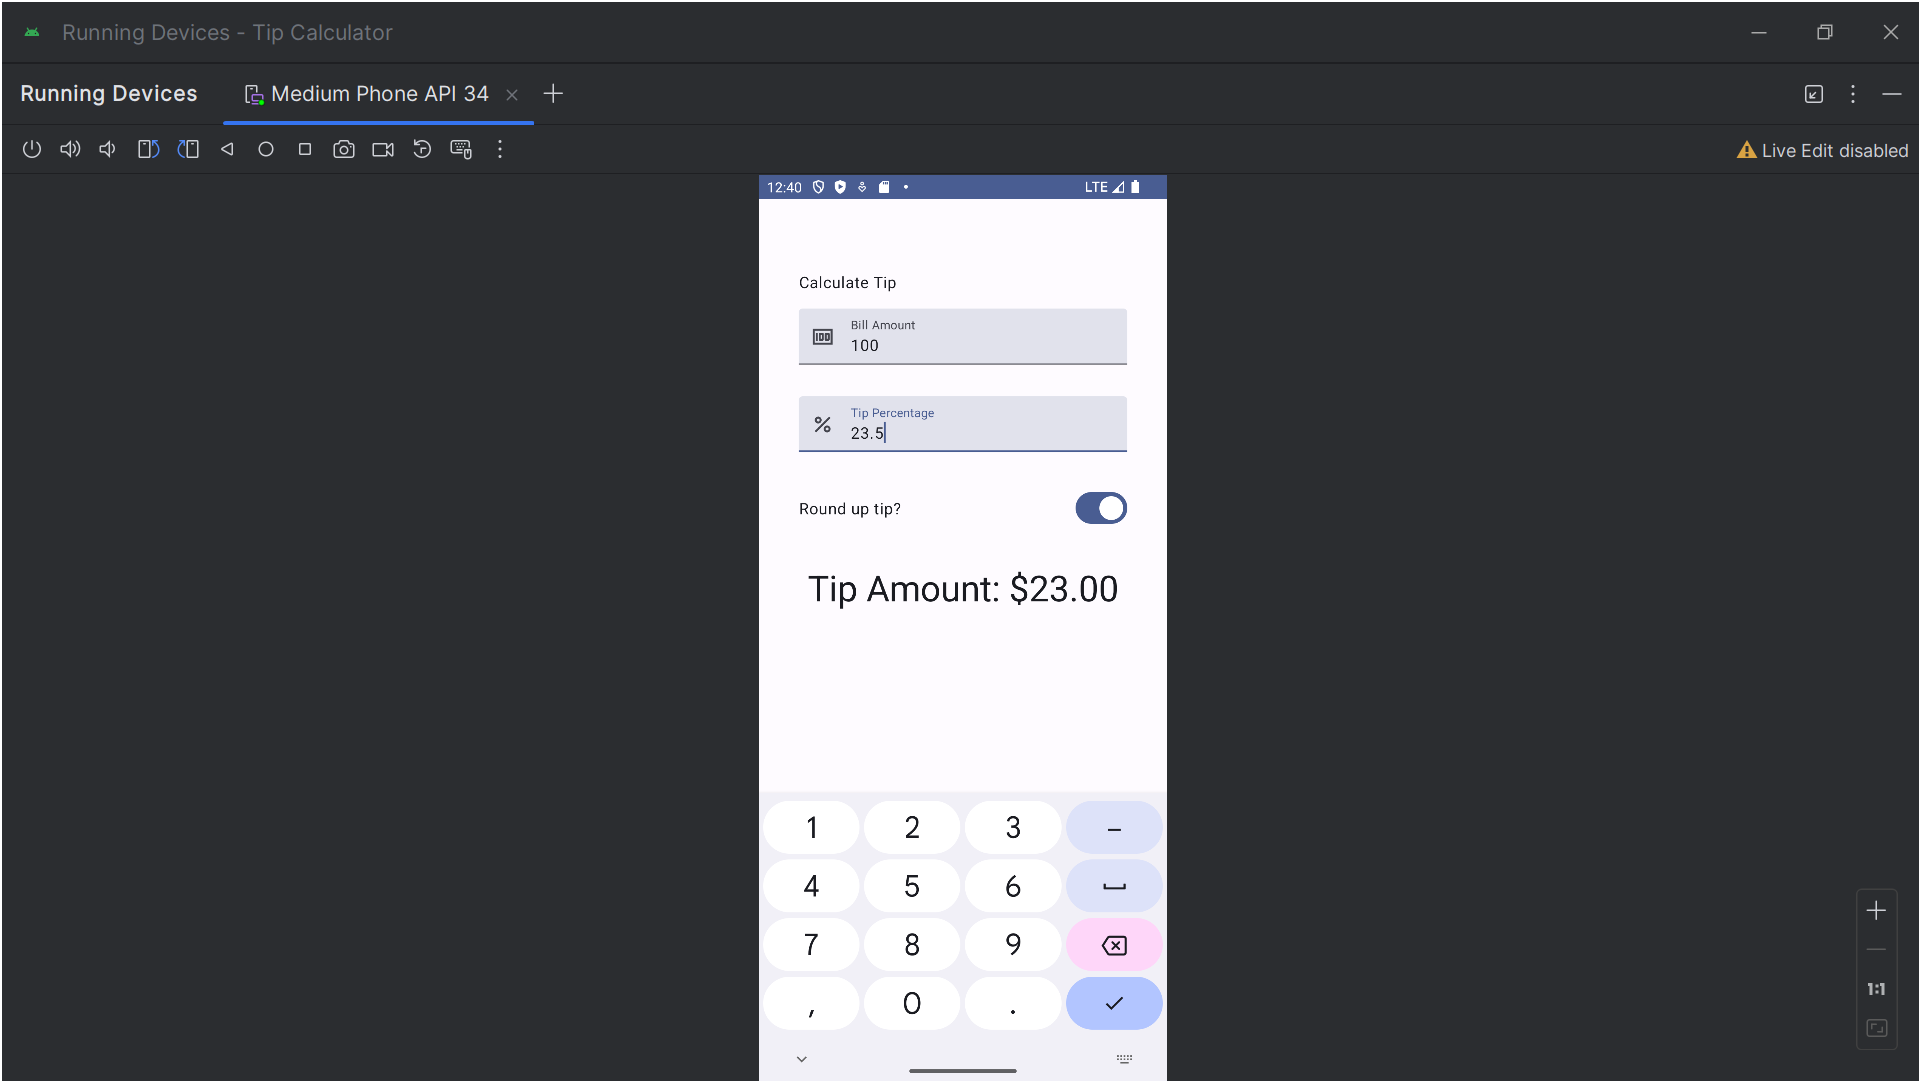 Running Devices - Tip Calculator
Running Devices
Medium Phone API 34
Live Edit disabled
12:40
LTE
Calculate Tip
Bill Amount
100
Tip Percentage
% 23.5
Round up tip?
Tip Amount: $23.00
1 2 3 –
4 5 6
7 8 9
, 0 .
1:1